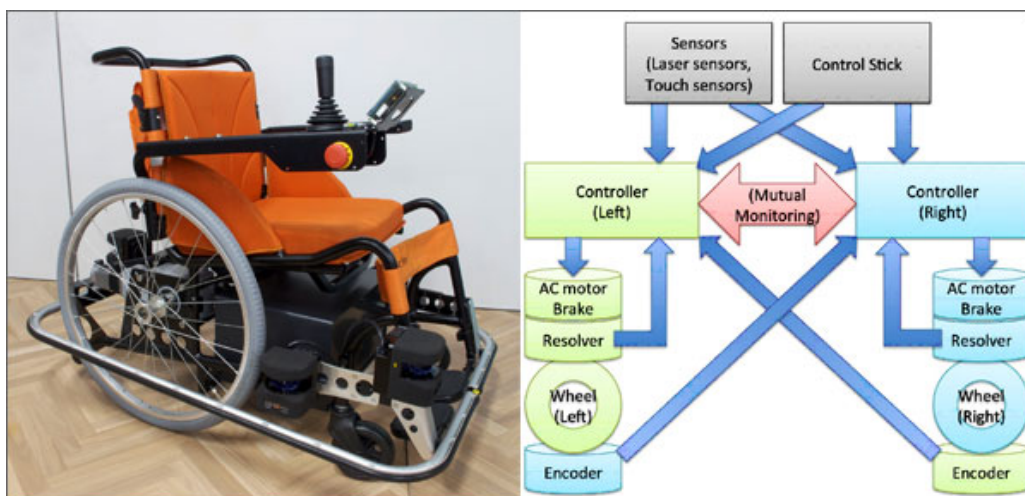 Sensors
(Laser sensors,
Touch sensors)
Control Stick
Controller
(Left)
(Mutual
Monitoring)
Controller
(Right)
AC motor
Brake
Resolver
Wheel
(Left)
Encoder
AC motor
Brake
Resolver
Wheel
(Right)
Encoder